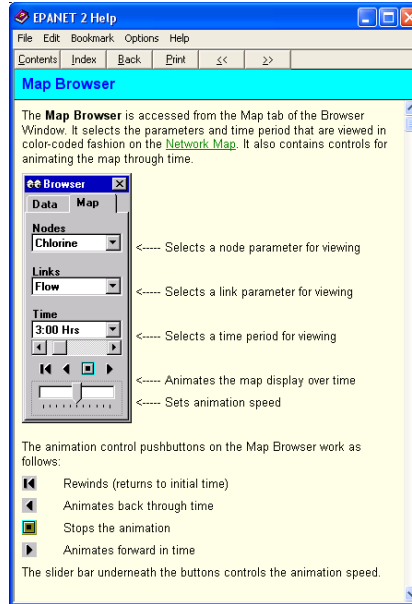 EPANET 2 Help
File Edit Bookmark Options Help
Contents Index Back Print << >>
Map Browser
The Map Browser is accessed from the Map tab of the Browser
Window. It selects the parameters and time period that are viewed in
color-coded fashion on the Network Map. It also contains controls for
animating the map through time.
Browser
Data Map
Nodes
Chlorine
<----- Selects a node parameter for viewing
Links
Flow
<----- Selects a link parameter for viewing
Time
3:00 Hrs
<----- Selects a time period for viewing
<----- Animates the map display over time
<----- Sets animation speed
The animation control pushbuttons on the Map Browser work as
follows:
Rewinds (returns to initial time)
Animates back through time
Stops the animation
Animates forward in time
The slider bar underneath the buttons controls the animation speed.